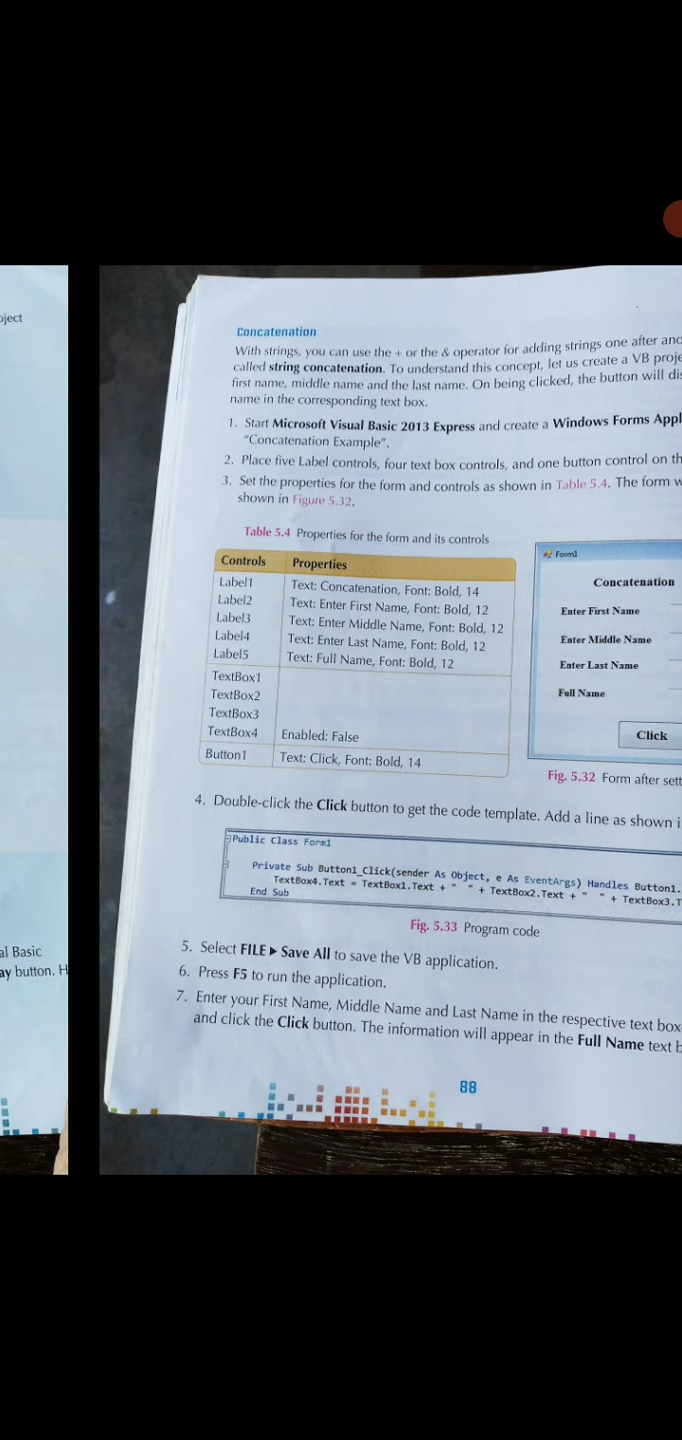 oject
al Basic
ay button. H
Concatenation
With strings, you can use the + or the & operator for adding strings one after and
called string concatenation. To understand this concept, let us create a VB proje
first name, middle name and the last name. On being clicked, the button will dis
name in the corresponding text box.
1. Start Microsoft Visual Basic 2013 Express and create a Windows Forms Appl
"Concatenation Example".
2. Place five Label controls, four text box controls, and one button control on th
3. Set the properties for the form and controls as shown in Table 5.4. The form w
shown in Figure 5.32.
Table 5.4 Properties for the form and its controls
Controls Properties
Label1 Text: Concatenation, Font: Bold, 14
Label2 Text: Enter First Name, Font: Bold, 12
Label3 Text: Enter Middle Name, Font: Bold, 12
Label4 Text: Enter Last Name, Font: Bold, 12
Label5 Text: Full Name, Font: Bold, 12
TextBox1
TextBox2
TextBox3
TextBox4 Enabled: False
Button1 Text: Click, Font: Bold, 14
Form1
Concatenation
Enter First Name
Enter Middle Name
Enter Last Name
Full Name
Click
Fig. 5.32 Form after sett
4. Double-click the Click button to get the code template. Add a line as shown i
Public Class Form1
Private Sub Button1_Click(sender As Object, e As EventArgs) Handles Button1.
TextBox4.Text = TextBox1.Text + " " + TextBox2.Text + " " + TextBox3.T
End Sub
Fig. 5.33 Program code
5. Select FILE ▶ Save All to save the VB application.
6. Press F5 to run the application.
7. Enter your First Name, Middle Name and Last Name in the respective text box
and click the Click button. The information will appear in the Full Name text b
88